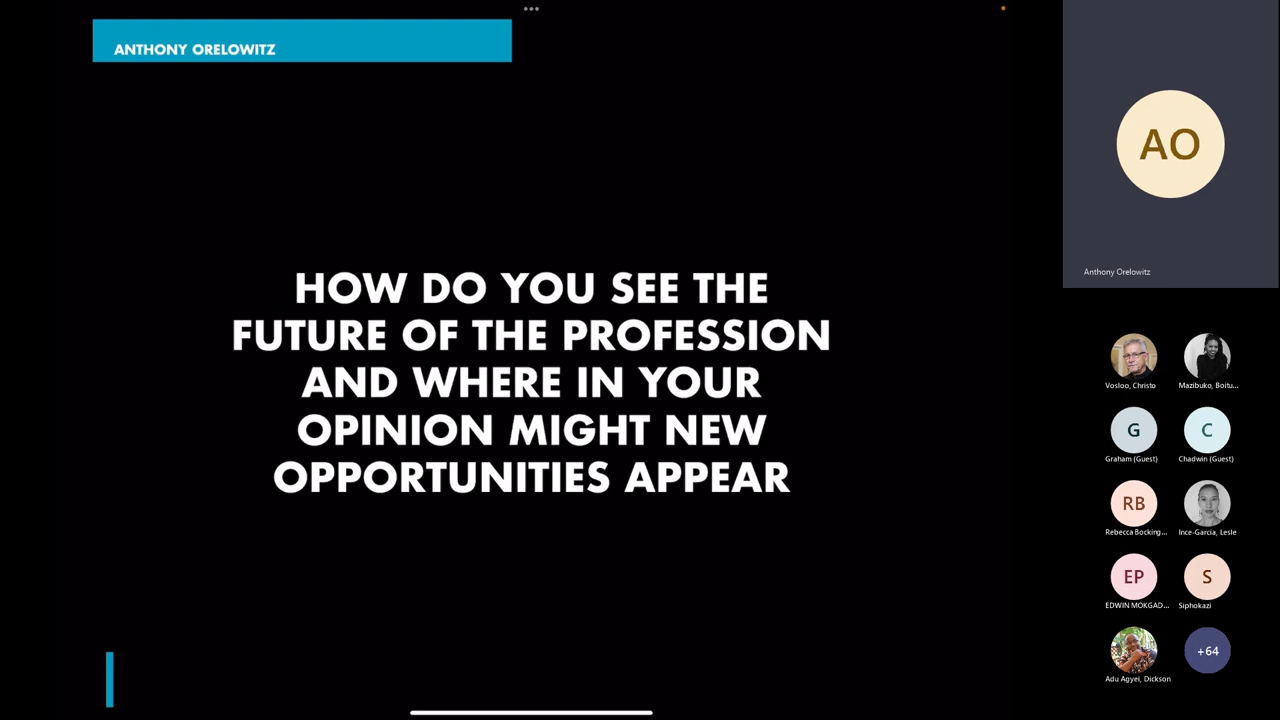 ANTHONY ORELOWITZ
HOW DO YOU SEE THE
FUTURE OF THE PROFESSION
AND WHERE IN YOUR
OPINION MIGHT NEW
OPPORTUNITIES APPEAR
AO
Anthony Orelowitz
Vosloo, Christo
Mazibuko, Boitu...
G
C
Graham (Guest)
Chadwin (Guest)
RB
Rebecca Bocking...
Ince-Garcia, Lesle
EP
S
EDWIN MOKGAD...
Siphokazi
+64
Adu Agyei, Dickson